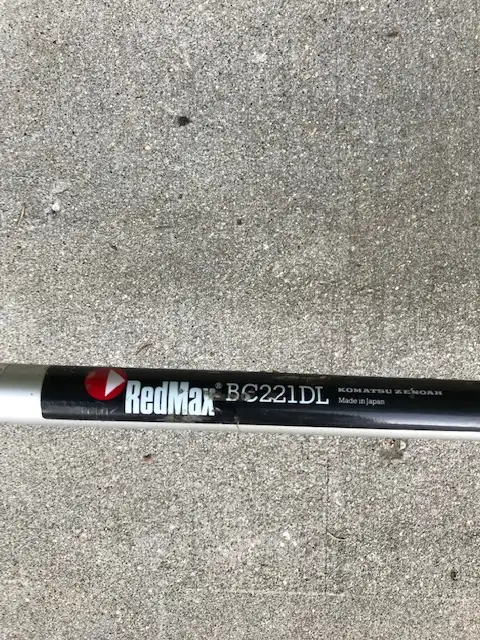 RedMax® BC221DL KOMATSU ZENOAH
Made in Japan